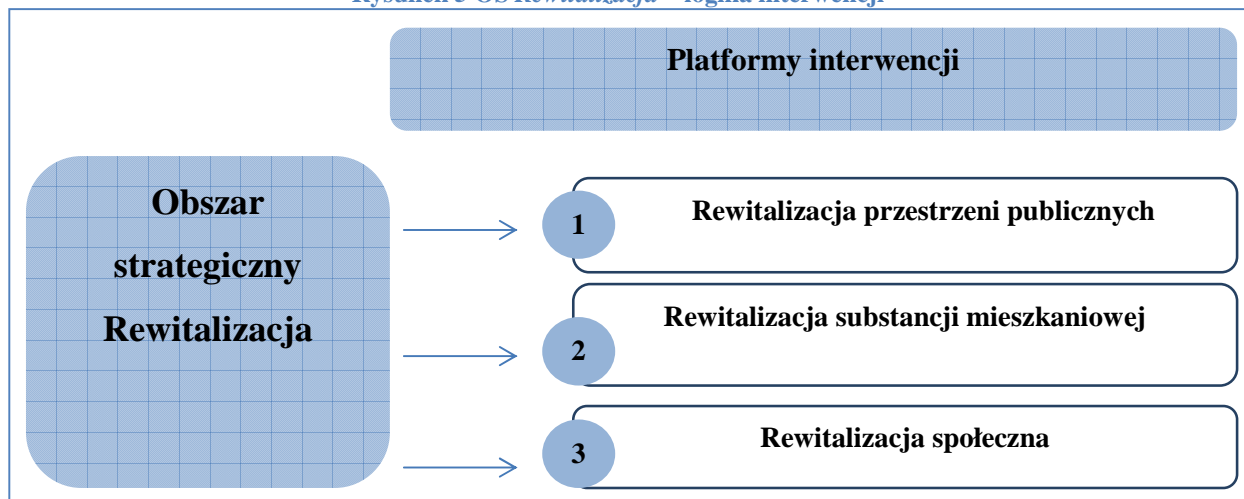 Platformy interwencji
Obszar
strategiczny
Rewitalizacja
1
Rewitalizacja przestrzeni publicznych
2
Rewitalizacja substancji mieszkaniowej
3
Rewitalizacja społeczna